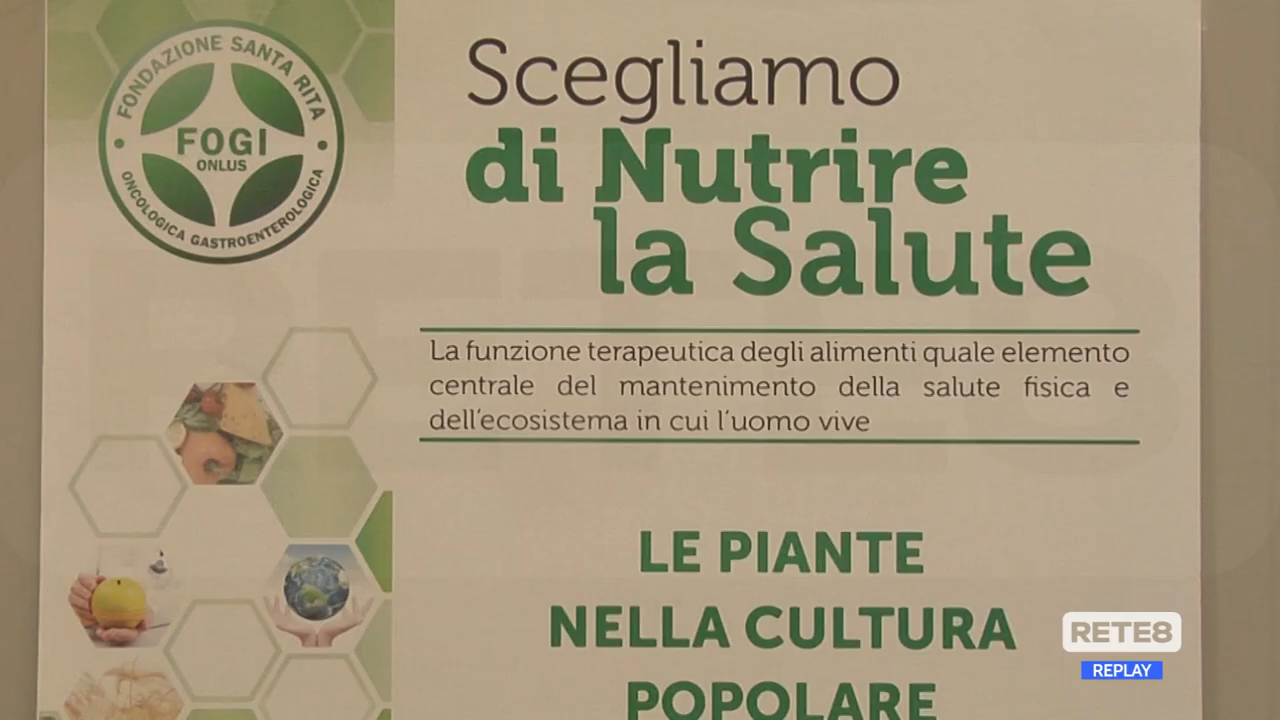 FONDAZIONE SANTA RITA
FOGI
ONLUS
ONCOLOGICA GASTROENTEROLOGICA
Scegliamo
di Nutrire
la Salute
La funzione terapeutica degli alimenti quale elemento
centrale del mantenimento della salute fisica e
dell'ecosistema in cui l'uomo vive
LE PIANTE
NELLA CULTURA
POPOLARE
RETE8
REPLAY